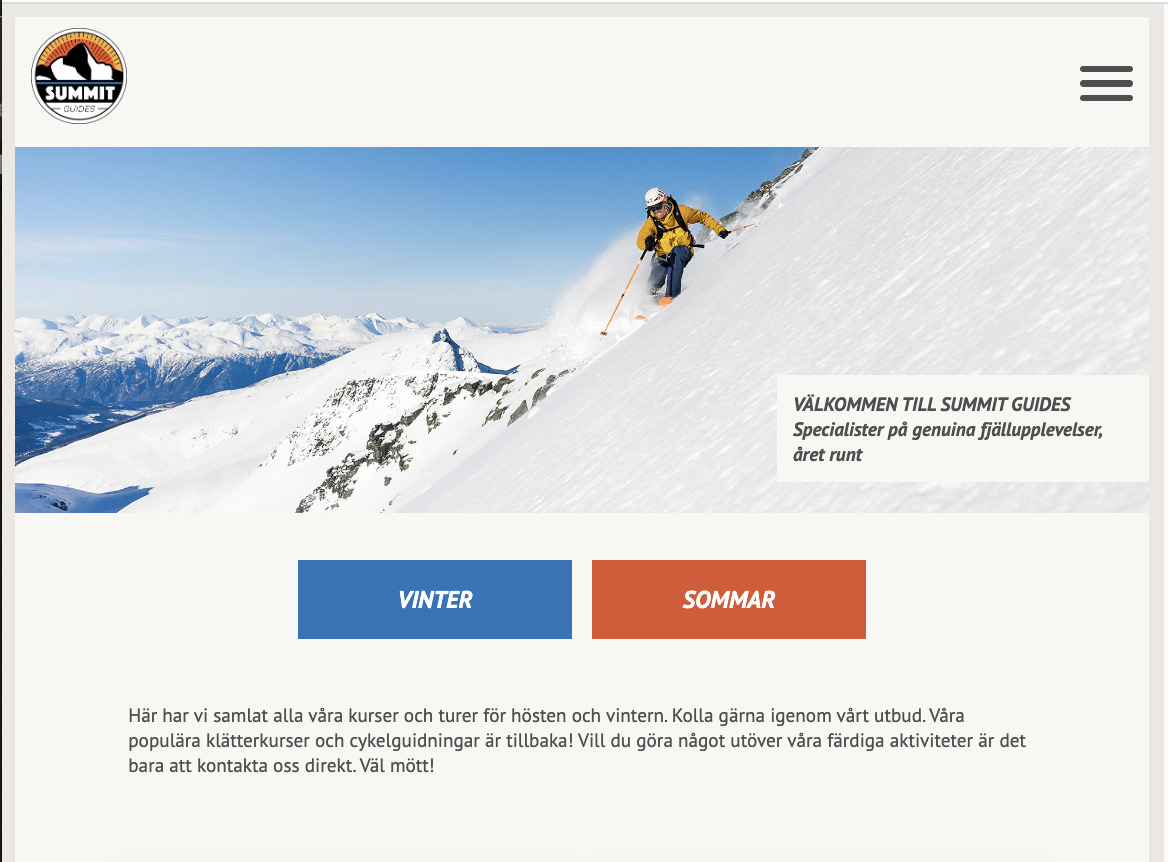 SUMMIT
GUIDES
VÄLKOMMEN TILL SUMMIT GUIDES
Specialister på genuina fjällupplevelser,
året runt
VINTER
SOMMAR
Här har vi samlat alla våra kurser och turer för hösten och vintern. Kolla gärna igenom vårt utbud. Våra
populära klätterkurser och cykelguidningar är tillbaka! Vill du göra något utöver våra färdiga aktiviteter är det
bara att kontakta oss direkt. Väl mött!